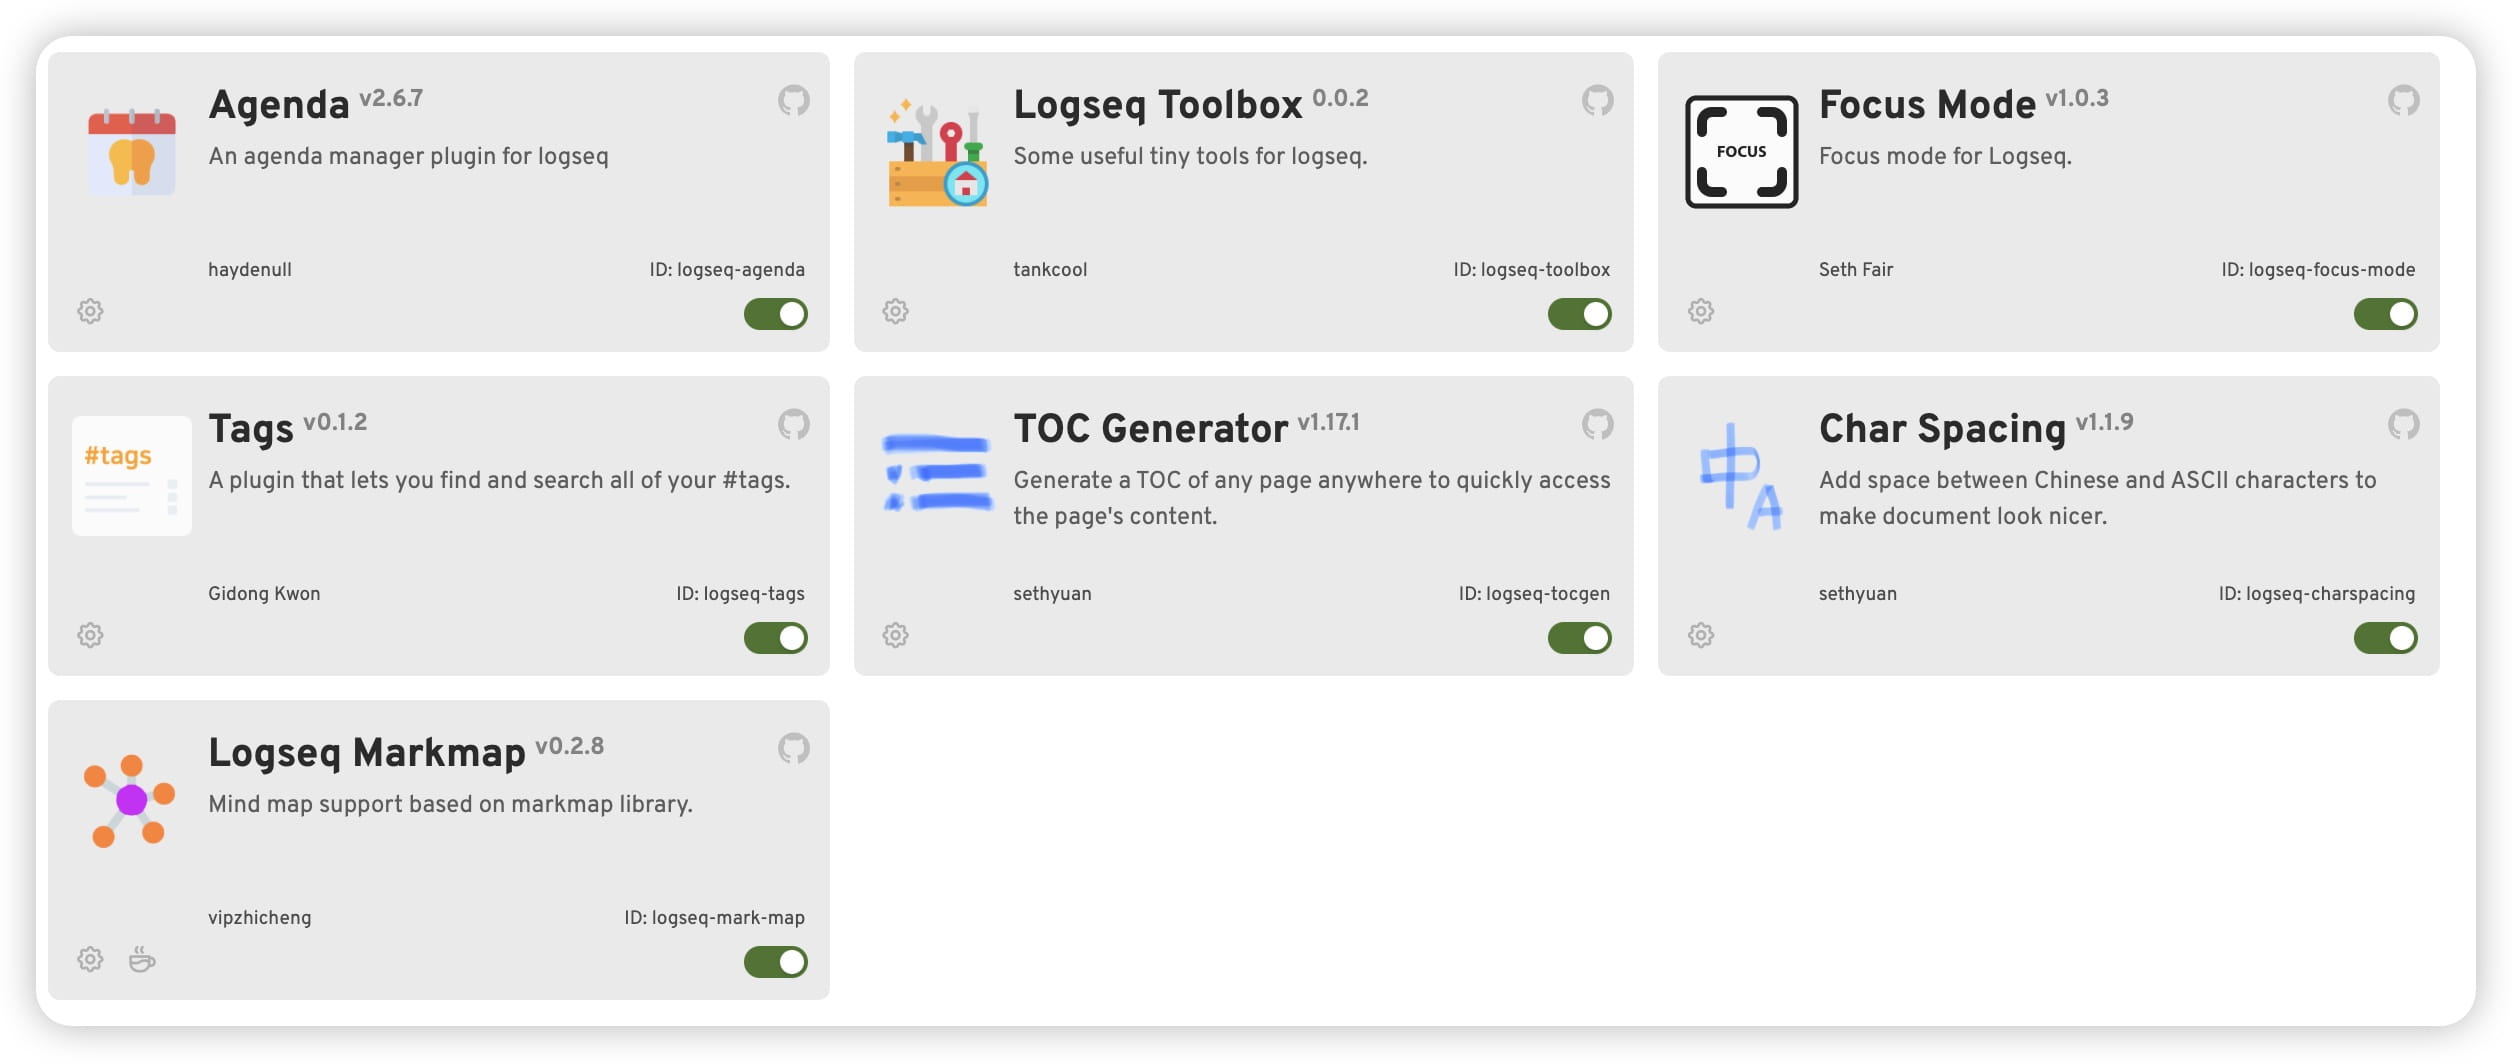 Agenda v2.6.7
An agenda manager plugin for logseq
haydenull
ID: logseq-agenda
Logseq Toolbox 0.0.2
Some useful tiny tools for logseq.
tankcool
ID: logseq-toolbox
FOCUS
Focus Mode v1.0.3
Focus mode for Logseq.
Seth Fair
ID: logseq-focus-mode
#tags
Tags v0.1.2
A plugin that lets you find and search all of your #tags.
Gidong Kwon
ID: logseq-tags
TOC Generator v1.17.1
Generate a TOC of any page anywhere to quickly access
the page's content.
sethyuan
ID: logseq-tocgen
中A
Char Spacing v1.1.9
Add space between Chinese and ASCII characters to
make document look nicer.
sethyuan
ID: logseq-charspacing
Logseq Markmap v0.2.8
Mind map support based on markmap library.
vipzhicheng
ID: logseq-mark-map